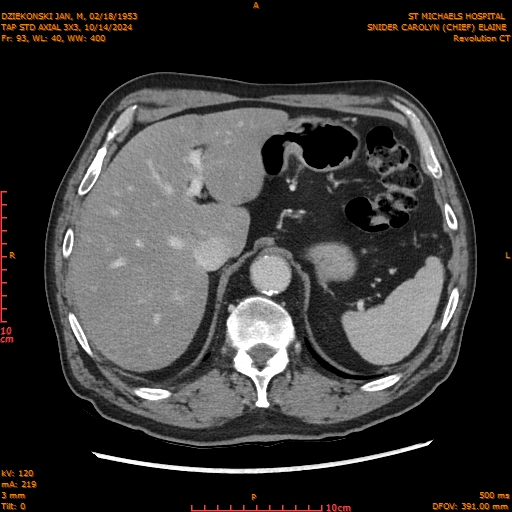 A
DZIEKONSKI JAN, M, 02/18/1953
TAP STD AXIAL 3X3, 10/14/2024
Fr: 93, WL: 40, WW: 400
ST MICHAELS HOSPITAL
SNIDER CAROLYN (CHIEF) ELAINE
Revolution CT
R
L
10
cm
kV: 120
mA: 219
3 mm
Tilt: 0
P
10cm
500 ms
DFOV: 391.00 mm